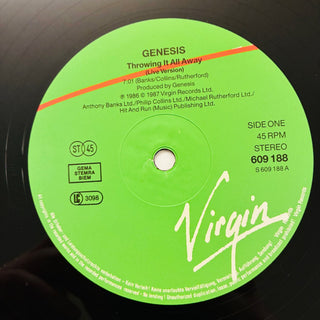 GENESIS
Throwing It All Away
(Live Version)
7:01 (Banks/Collins/Rutherford)
Produced by Genesis
℗ 1986 © 1987 Virgin Records Ltd.
Anthony Banks Ltd./Philip Collins Ltd./Michael Rutherford Ltd./
Hit And Run (Music) Publishing Ltd.
ST 45
GEMA
STEMRA
BIEM
LC 3098
SIDE ONE
45 RPM
STEREO
609 188
S 609 188 A
Virgin